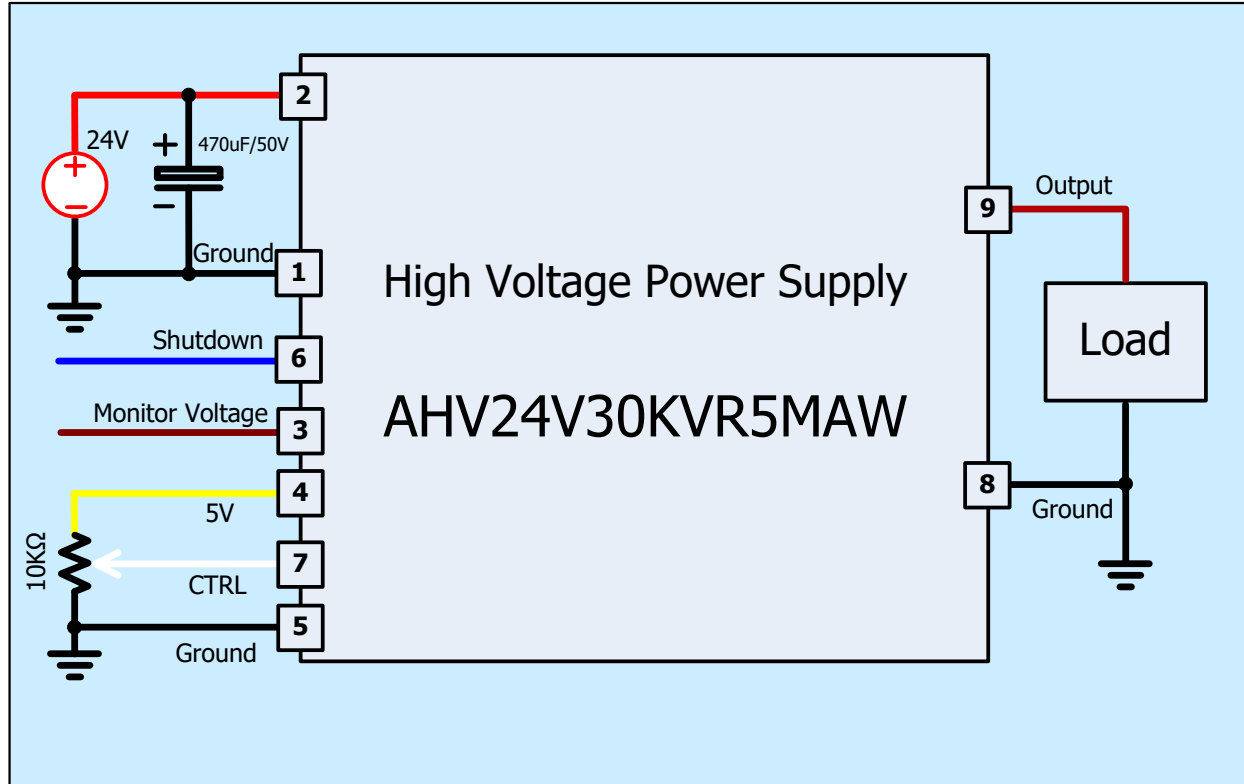 2
24V
+
470uF/50V
+
−
−
Ground
1
Shutdown
6
Monitor Voltage
3
4
5V
10KΩ
7
CTRL
5
Ground
High Voltage Power Supply
AHV24V30KVR5MAW
Output
9
Load
8
Ground